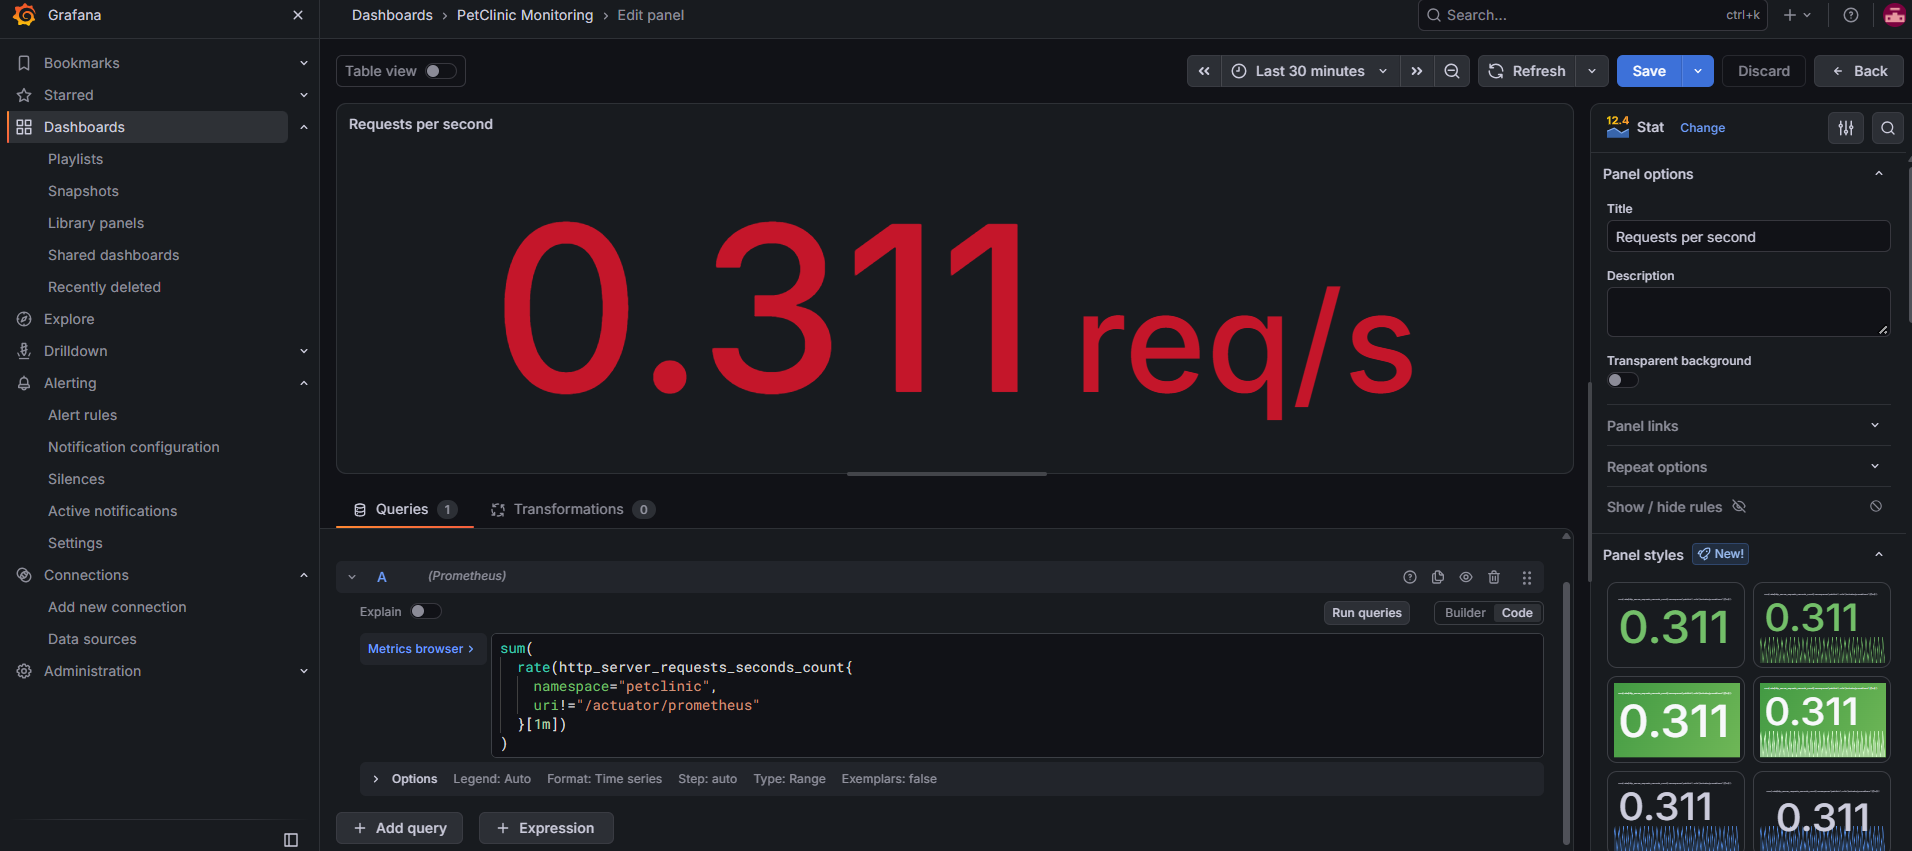 Grafana
Dashboards › PetClinic Monitoring › Edit panel
Search...
ctrl+k
Bookmarks
Starred
Dashboards
Playlists
Snapshots
Library panels
Shared dashboards
Recently deleted
Explore
Drilldown
Alerting
Alert rules
Notification configuration
Silences
Active notifications
Settings
Connections
Add new connection
Data sources
Administration
Table view
Last 30 minutes
Refresh
Save
Discard
Back
Requests per second
0.311 req/s
Queries 1
Transformations 0
A
(Prometheus)
Explain
Run queries
Builder
Code
Metrics browser ›
sum(
rate(http_server_requests_seconds_count{
namespace="petclinic",
uri!="/actuator/prometheus"
}[1m])
)
Options Legend: Auto Format: Time series Step: auto Type: Range Exemplars: false
+ Add query
+ Expression
12.4
Stat
Change
Panel options
Title
Requests per second
Description
Transparent background
Panel links
Repeat options
Show / hide rules
Panel styles
New!
0.311
0.311
0.311
0.311
0.311
0.311